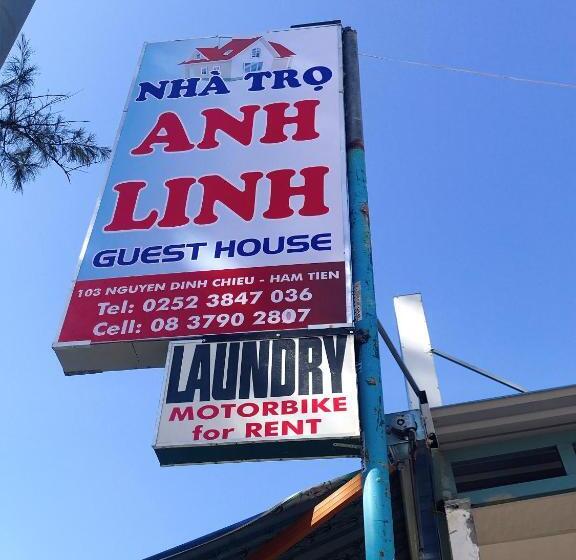 NHÀ TRỌ
ANH
LINH
GUEST HOUSE
103 NGUYEN DINH CHIEU - HAM TIEN
Tel: 0252 3847 036
Cell: 08 3790 2807
LAUNDRY
MOTORBIKE
for RENT